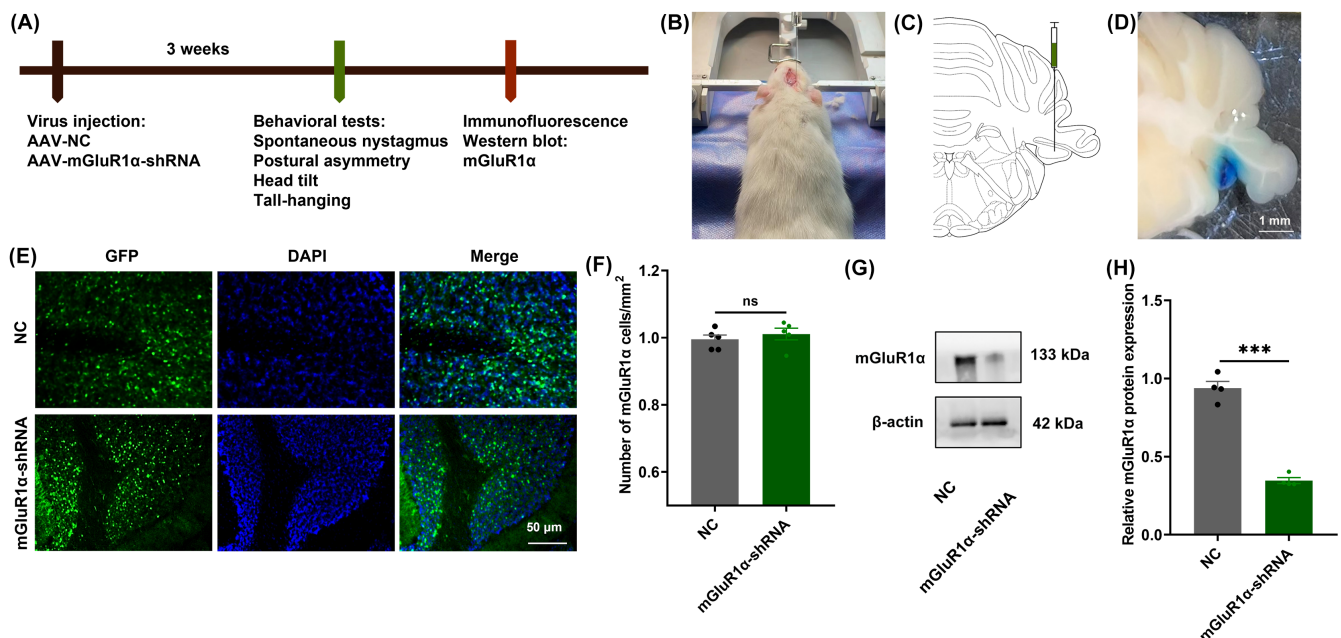 (A)
3 weeks
Virus injection:
AAV-NC
AAV-mGluR1α-shRNA
Behavioral tests:
Spontaneous nystagmus
Postural asymmetry
Head tilt
Tall-hanging
Immunofluorescence
Western blot:
mGluR1α
(B)
(C)
(D)
1 mm
(E)
GFP
DAPI
Merge
NC
mGluR1α-shRNA
50 μm
(F)
Number of mGluR1α cells/mm²
1.2
1.0
0.8
0.6
ns
NC
mGluR1α-shRNA
(G)
mGluR1α
133 kDa
β-actin
42 kDa
NC
mGluR1α-shRNA
(H)
Relative mGluR1α protein expression
1.5
1.0
0.5
0.0
***
NC
mGluR1α-shRNA